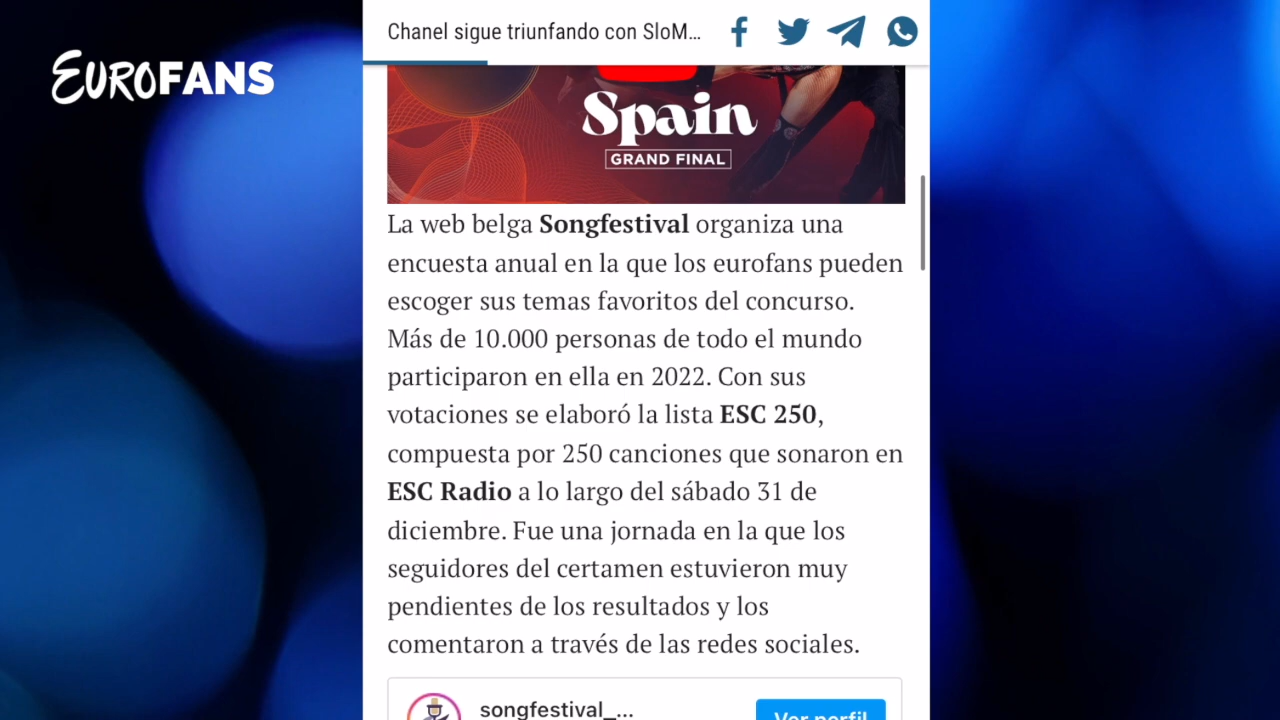 EUROFANS
Chanel sigue triunfando con SloM...
Spain
GRAND FINAL
La web belga Songfestival organiza una
encuesta anual en la que los eurofans pueden
escoger sus temas favoritos del concurso.
Más de 10.000 personas de todo el mundo
participaron en ella en 2022. Con sus
votaciones se elaboró la lista ESC 250,
compuesta por 250 canciones que sonaron en
ESC Radio a lo largo del sábado 31 de
diciembre. Fue una jornada en la que los
seguidores del certamen estuvieron muy
pendientes de los resultados y los
comentaron a través de las redes sociales.
songfestival_...
Ver perfil